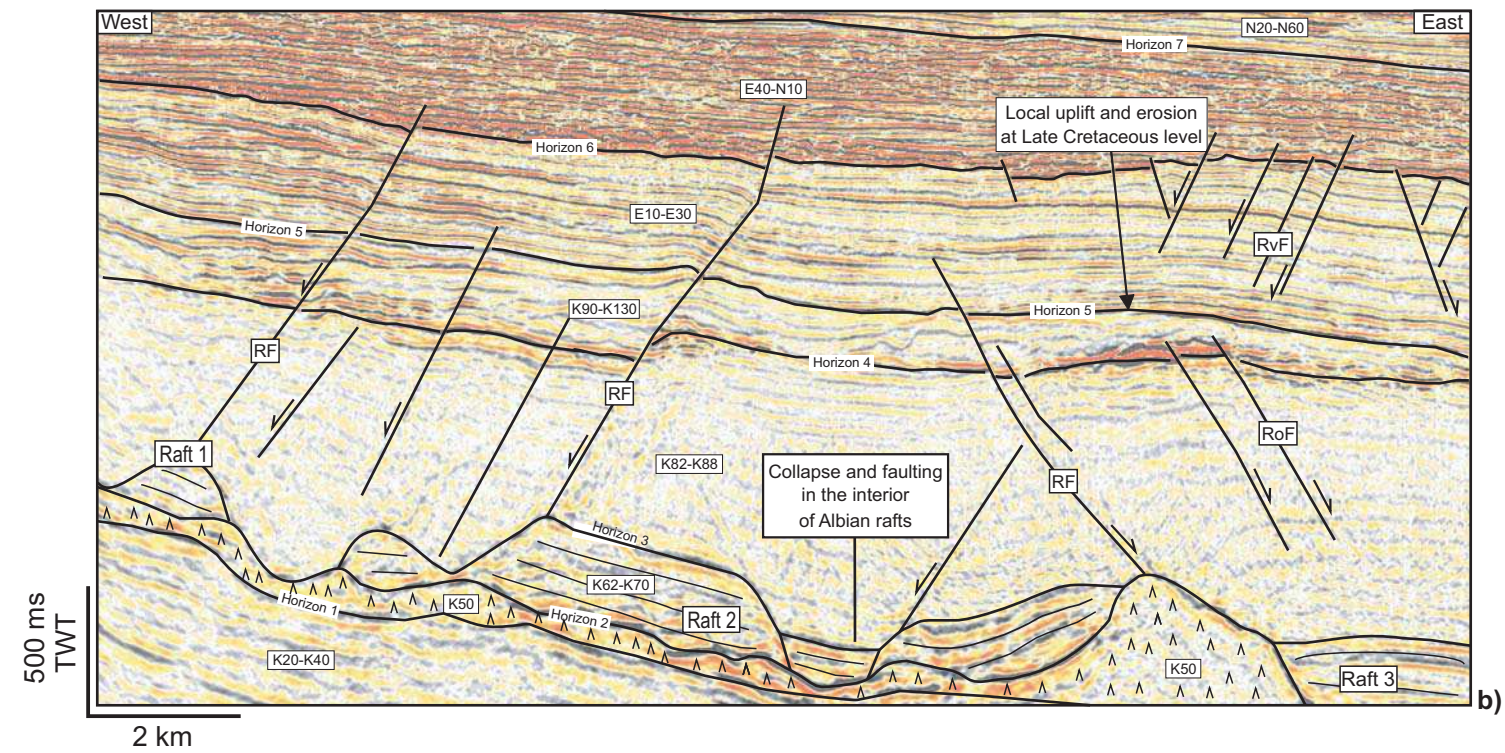 West
East
N20-N60
Horizon 7
E40-N10
Local uplift and erosion
at Late Cretaceous level
Horizon 6
E10-E30
Horizon 5
RvF
K90-K130
Horizon 5
RF
Horizon 4
RF
RoF
Raft 1
K82-K88
Collapse and faulting
in the interior
of Albian rafts
RF
Horizon 3
K62-K70
Horizon 1
K50
Horizon 2
Raft 2
K20-K40
K50
Raft 3
500 ms
TWT
b)
2 km